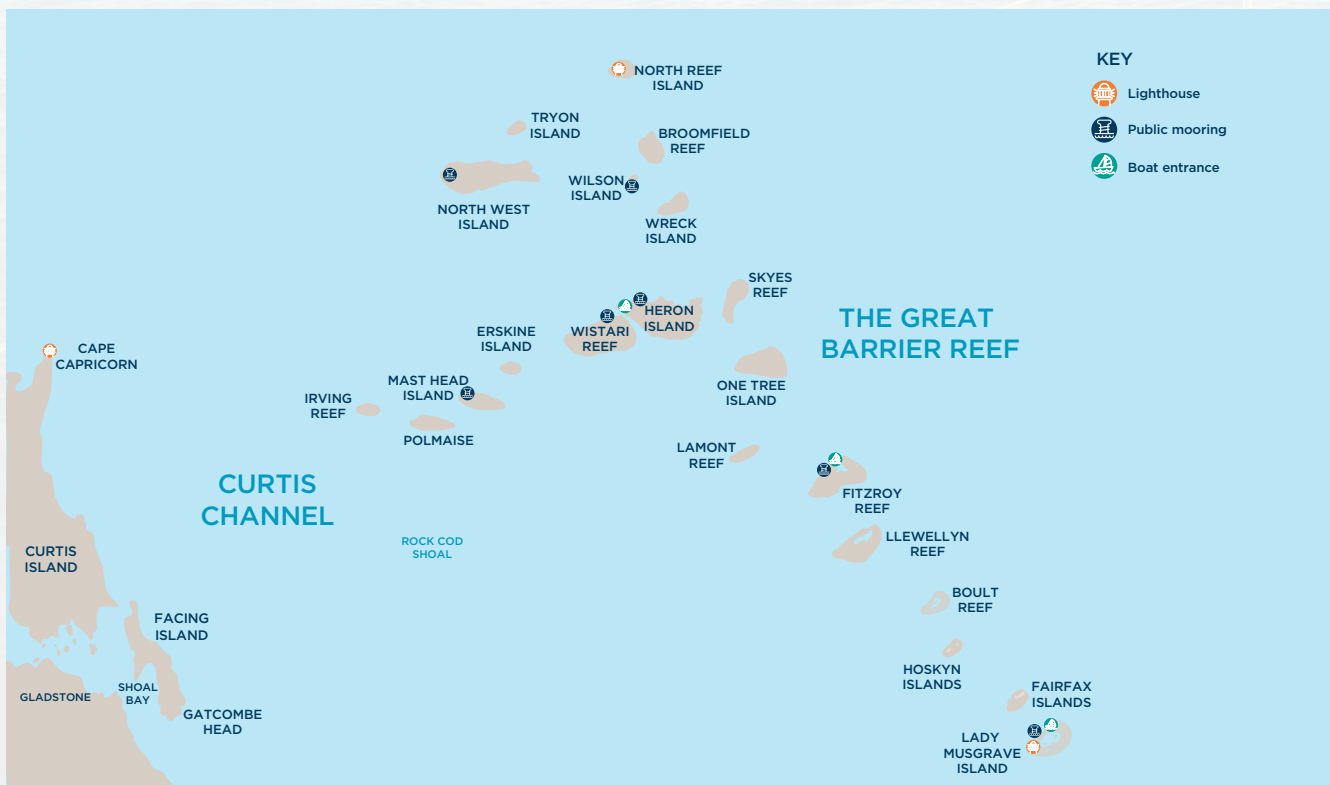 KEY
Lighthouse
Public mooring
Boat entrance
NORTH REEF
ISLAND
TRYON
ISLAND
BROOMFIELD
REEF
WILSON
ISLAND
NORTH WEST
ISLAND
WRECK
ISLAND
SKYES
REEF
HERON
ISLAND
WISTARI
REEF
THE GREAT
BARRIER REEF
ERSKINE
ISLAND
CAPE
CAPRICORN
MAST HEAD
ISLAND
ONE TREE
ISLAND
IRVING
REEF
POLMAISE
LAMONT
REEF
CURTIS
CHANNEL
FITZROY
REEF
ROCK COD
SHOAL
LLEWELLYN
REEF
CURTIS
ISLAND
BOULT
REEF
FACING
ISLAND
HOSKYN
ISLANDS
GLADSTONE
SHOAL
BAY
FAIRFAX
ISLANDS
GATCOMBE
HEAD
LADY
MUSGRAVE
ISLAND